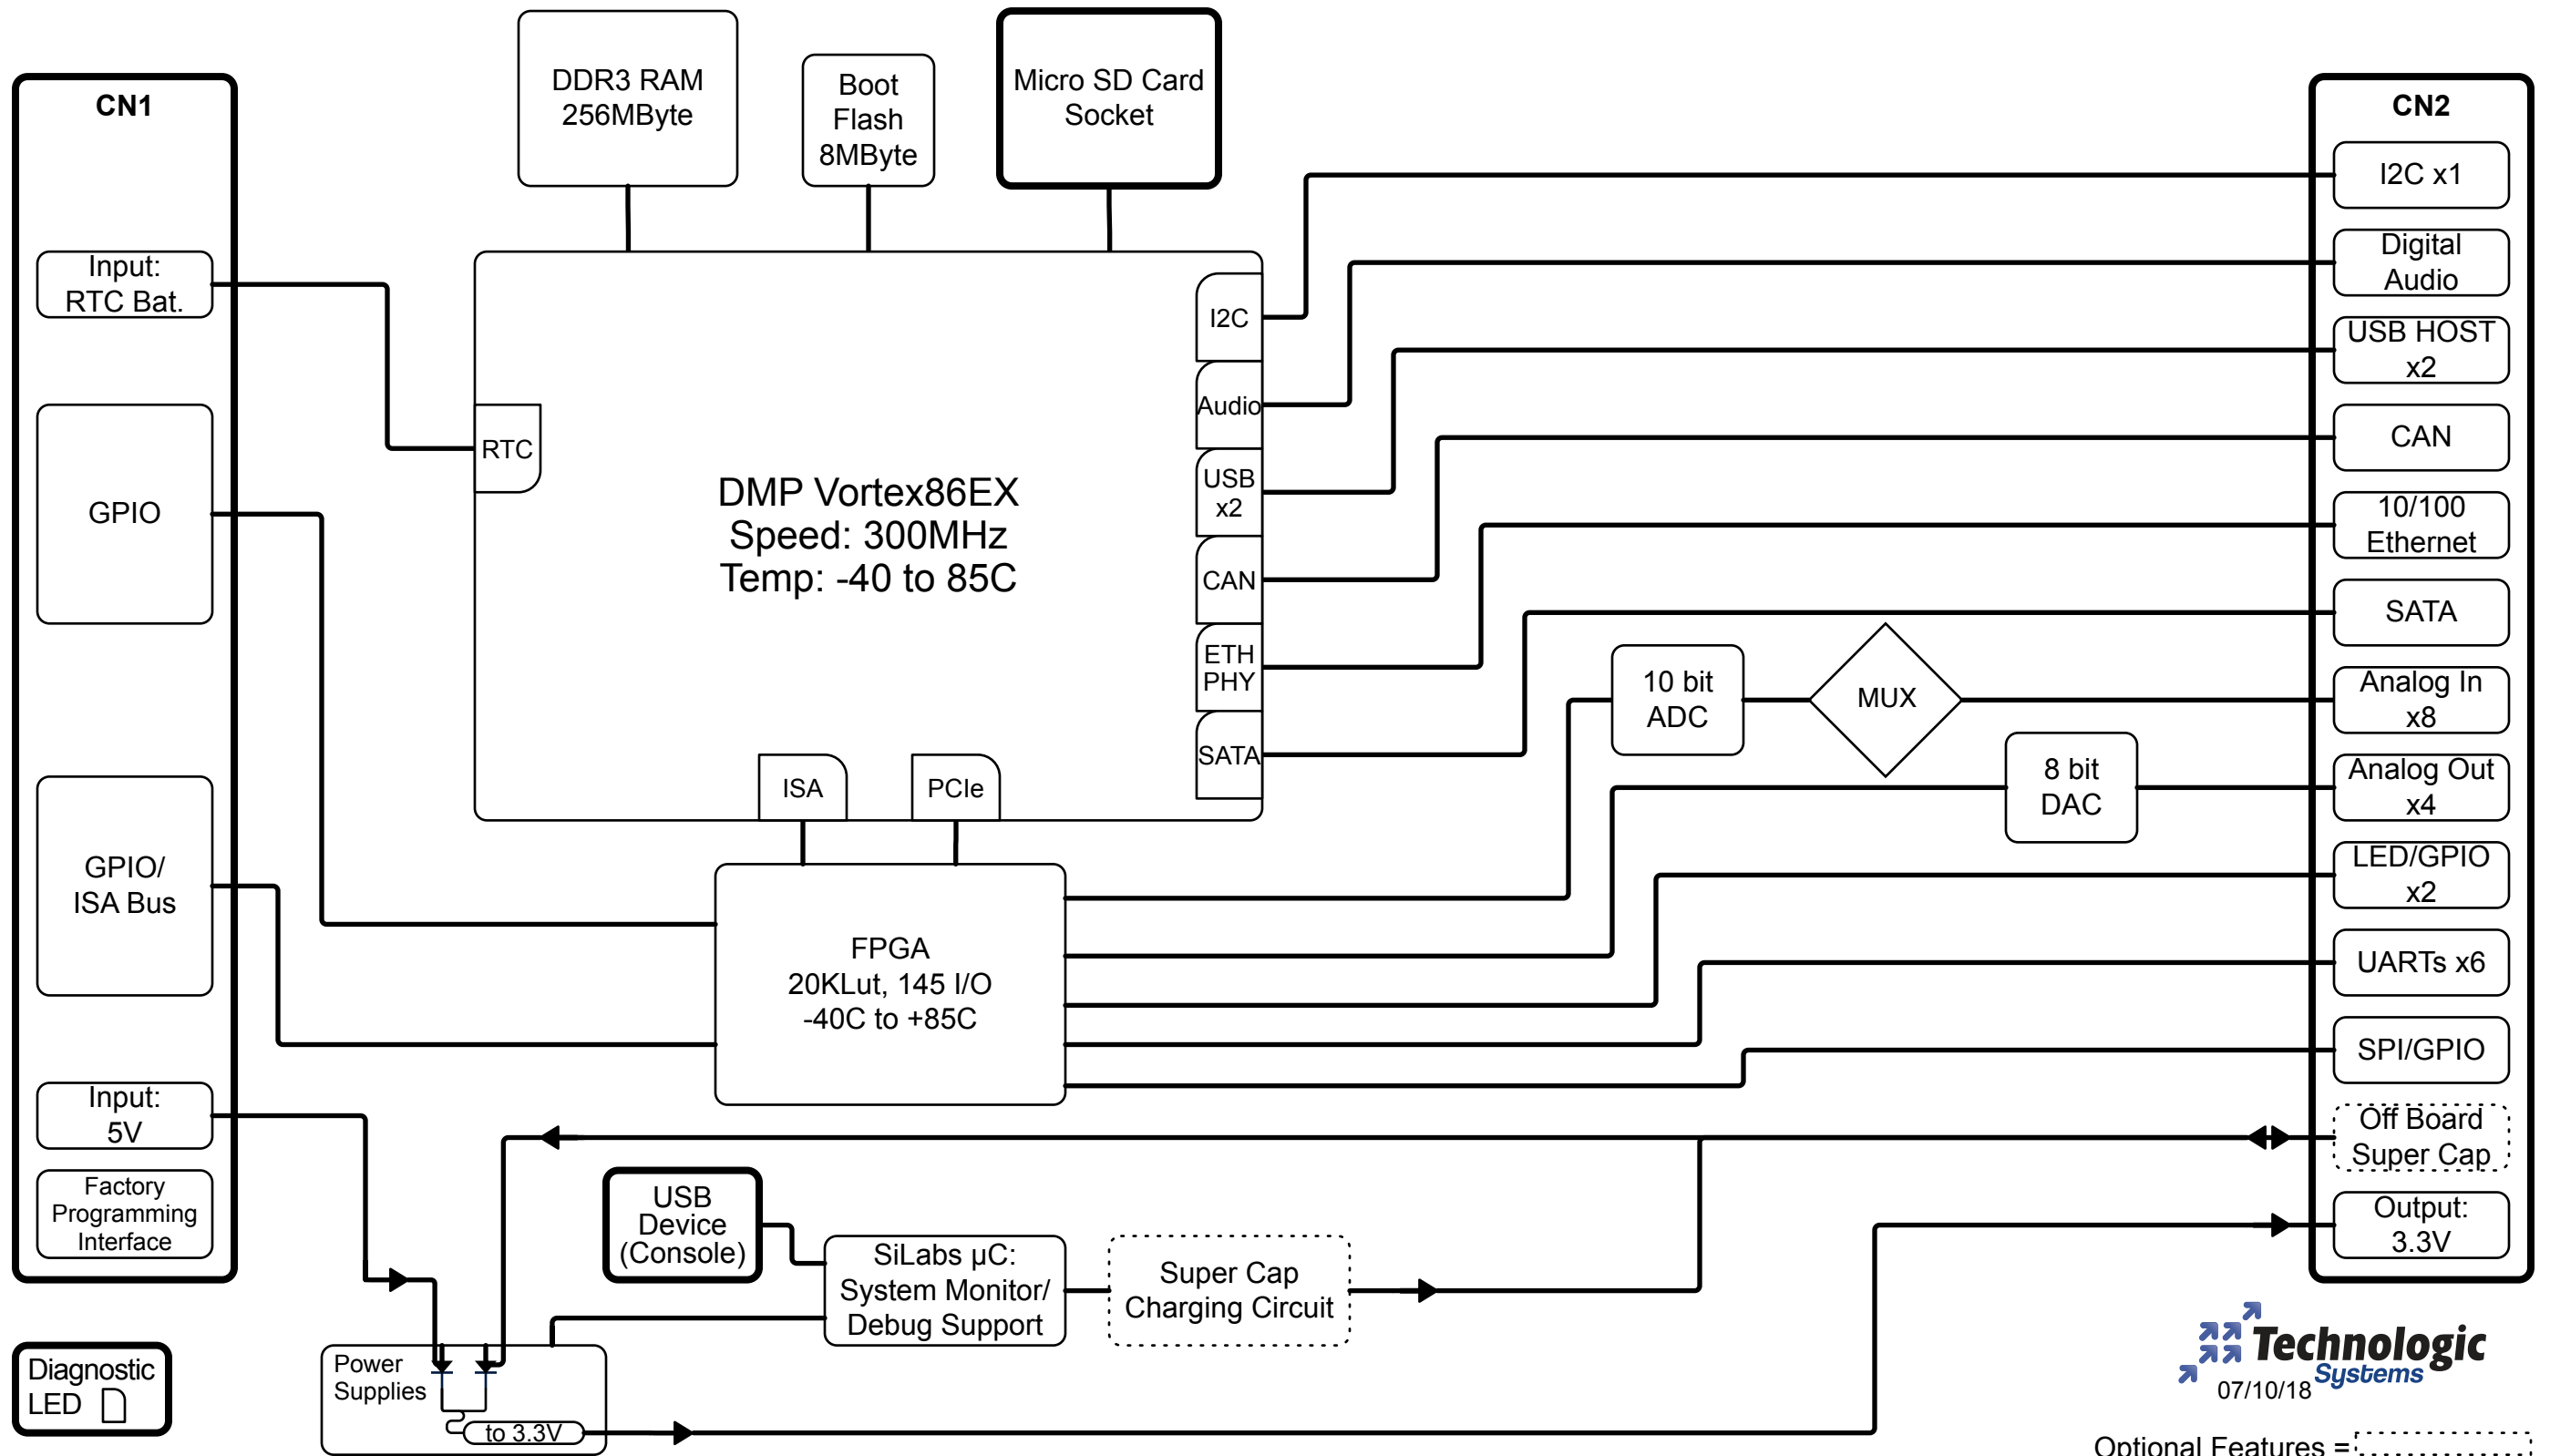 CN1
Input:
RTC Bat.
GPIO
GPIO/
ISA Bus
Input:
5V
Factory
Programming
Interface
Diagnostic
LED
DDR3 RAM
256MByte
Boot
Flash
8MByte
Micro SD Card
Socket
RTC
DMP Vortex86EX
Speed: 300MHz
Temp: -40 to 85C
I2C
Audio
USB
x2
CAN
ETH
PHY
SATA
ISA
PCIe
FPGA
20KLut, 145 I/O
-40C to +85C
10 bit
ADC
MUX
8 bit
DAC
USB
Device
(Console)
SiLabs µC:
System Monitor/
Debug Support
Super Cap
Charging Circuit
Power
Supplies
to 3.3V
CN2
I2C x1
Digital
Audio
USB HOST
x2
CAN
10/100
Ethernet
SATA
Analog In
x8
Analog Out
x4
LED/GPIO
x2
UARTs x6
SPI/GPIO
Off Board
Super Cap
Output:
3.3V
Technologic
Systems
07/10/18
Optional Features =